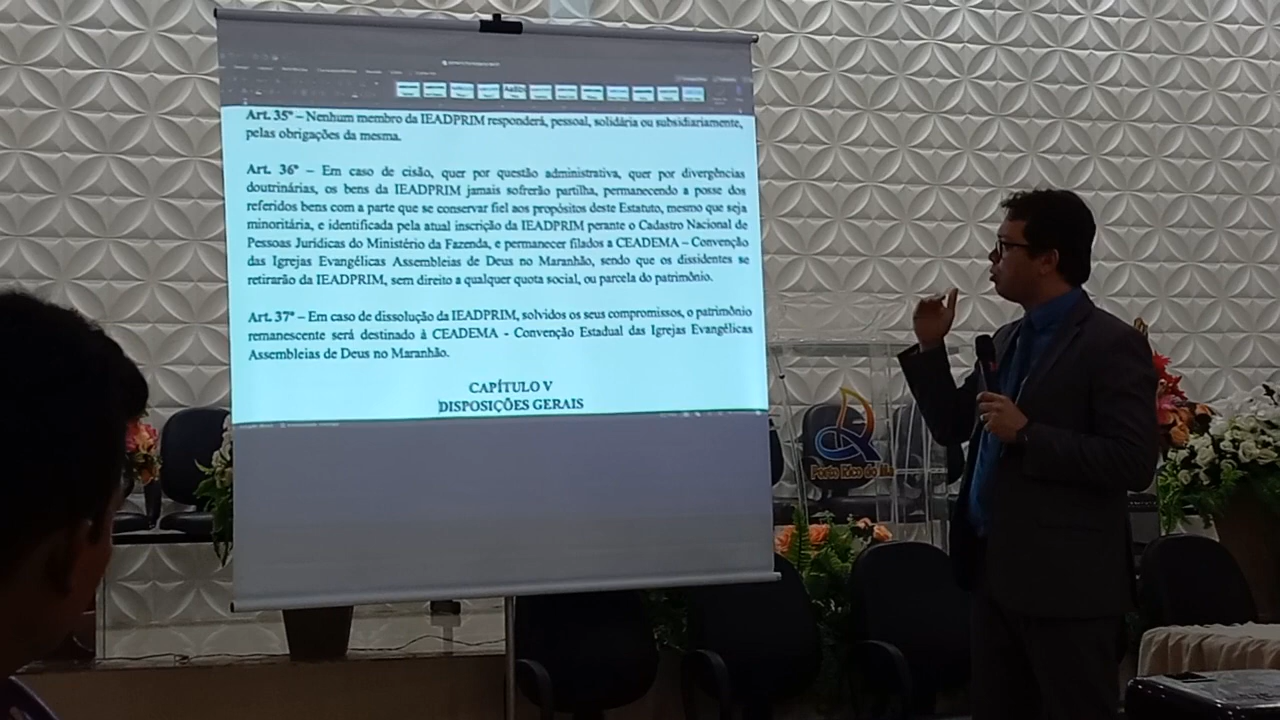 Art. 35º – Nenhum membro da IEADPRIM responderá, pessoal, solidária ou subsidiariamente,
pelas obrigações da mesma.
Art. 36º – Em caso de cisão, quer por questão administrativa, quer por divergências
doutrinárias, os bens da IEADPRIM jamais sofrerão partilha, permanecendo a posse dos
referidos bens com a parte que se conservar fiel aos propósitos deste Estatuto, mesmo que seja
minoritária, e identificada pela atual inscrição da IEADPRIM perante o Cadastro Nacional de
Pessoas Jurídicas do Ministério da Fazenda, e permanecer filados a CEADEMA – Convenção
das Igrejas Evangélicas Assembleias de Deus no Maranhão, sendo que os dissidentes se
retirarão da IEADPRIM, sem direito a qualquer quota social, ou parcela do patrimônio.
Art. 37º – Em caso de dissolução da IEADPRIM, solvidos os seus compromissos, o patrimônio
remanescente será destinado à CEADEMA - Convenção Estadual das Igrejas Evangélicas
Assembleias de Deus no Maranhão.
CAPÍTULO V
DISPOSIÇÕES GERAIS
Porto Rico do Ma